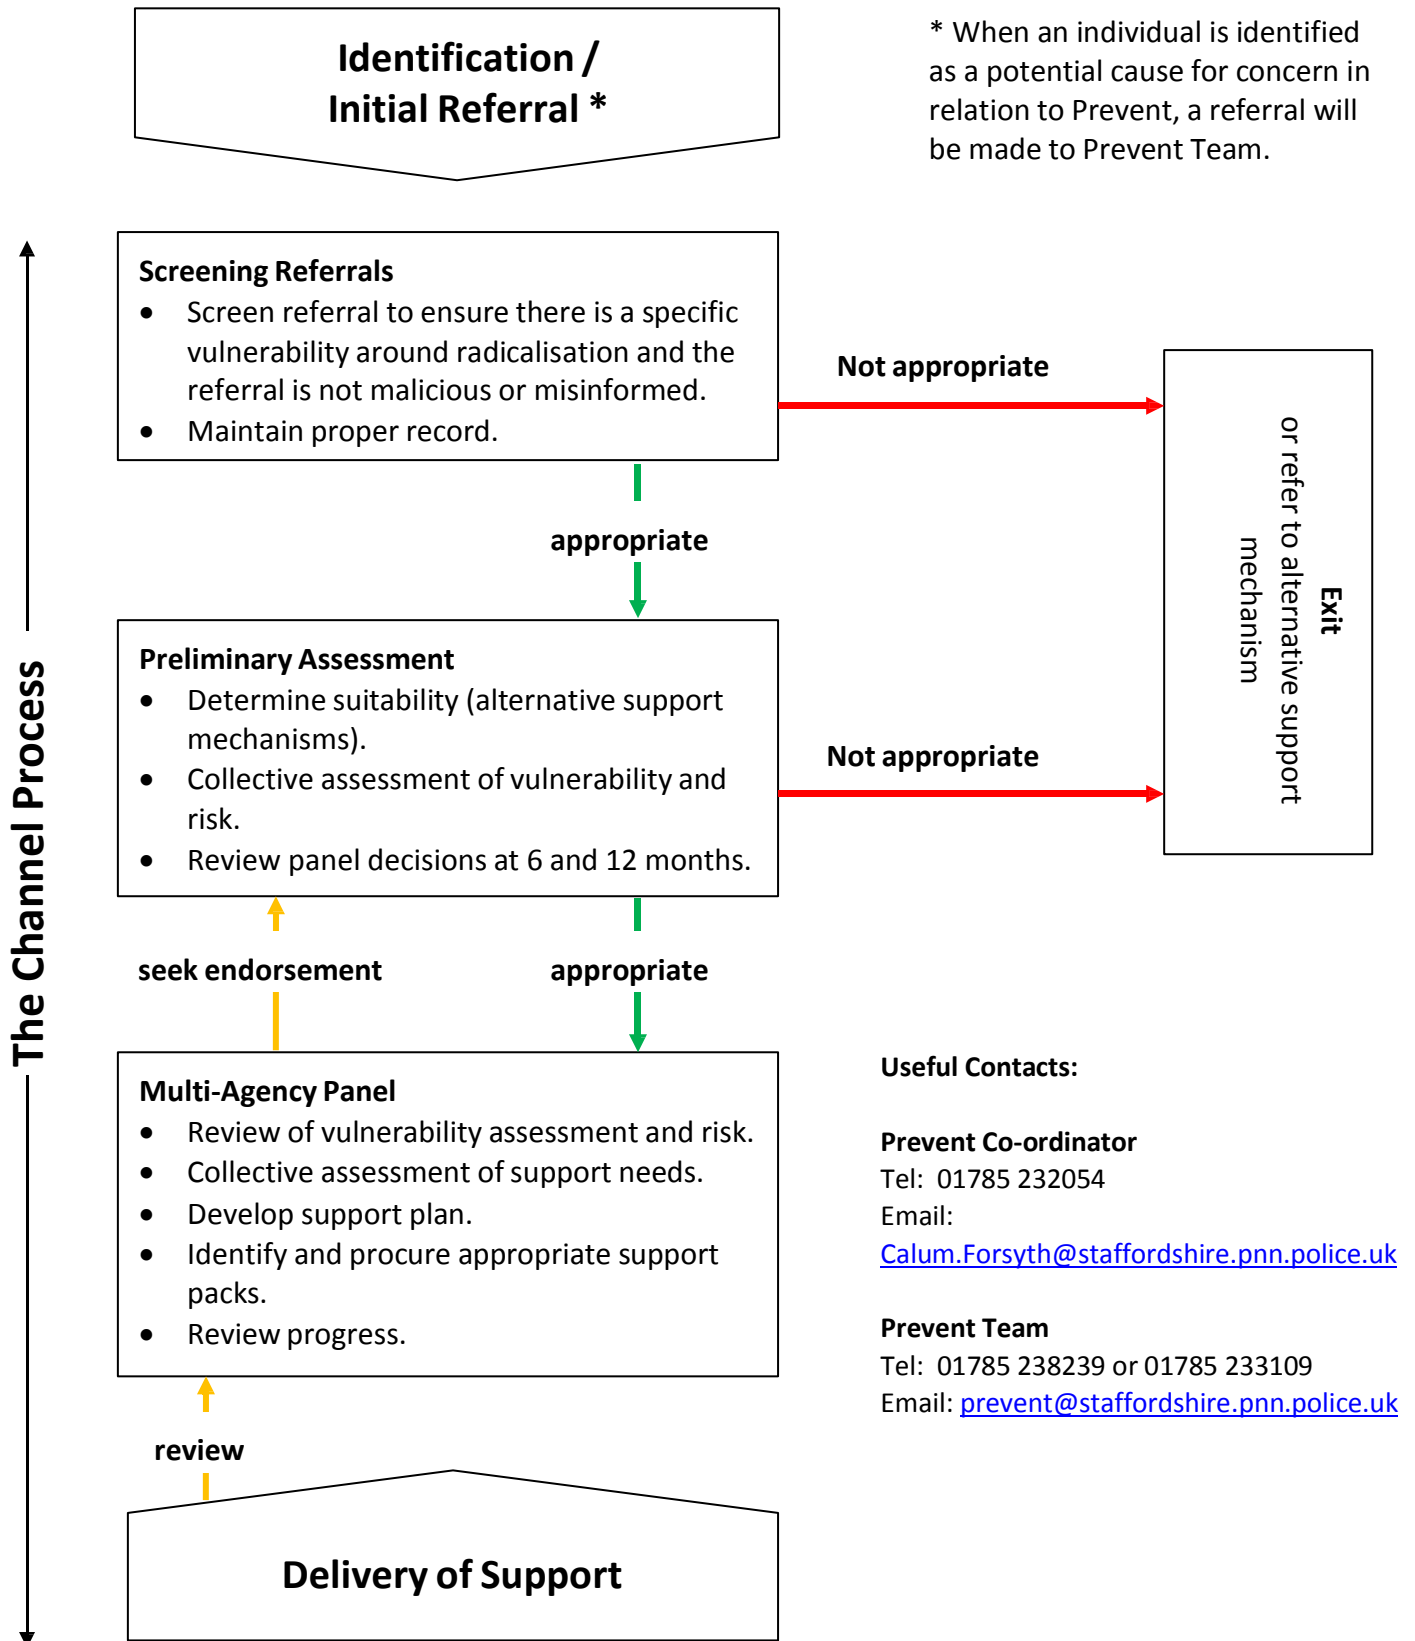 Identification /
Initial Referral *
* When an individual is identified
as a potential cause for concern in
relation to Prevent, a referral will
be made to Prevent Team.
The Channel Process
Screening Referrals
• Screen referral to ensure there is a specific
vulnerability around radicalisation and the
referral is not malicious or misinformed.
• Maintain proper record.
Not appropriate
Exit
or refer to alternative support
mechanism
appropriate
Preliminary Assessment
• Determine suitability (alternative support
mechanisms).
• Collective assessment of vulnerability and
risk.
• Review panel decisions at 6 and 12 months.
Not appropriate
seek endorsement
appropriate
Multi-Agency Panel
• Review of vulnerability assessment and risk.
• Collective assessment of support needs.
• Develop support plan.
• Identify and procure appropriate support
packs.
• Review progress.
Useful Contacts:
Prevent Co-ordinator
Tel: 01785 232054
Email:
Calum.Forsyth@staffordshire.pnn.police.uk
Prevent Team
Tel: 01785 238239 or 01785 233109
Email: prevent@staffordshire.pnn.police.uk
review
Delivery of Support